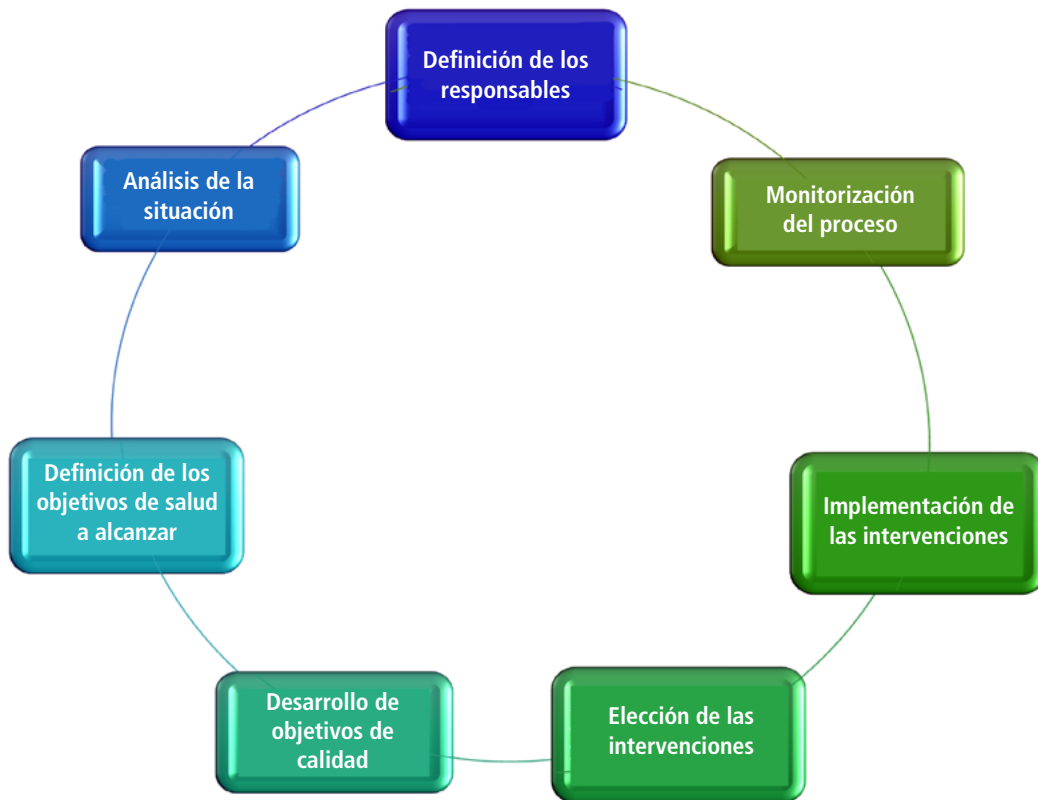 Definición de los
responsables
Análisis de la
situación
Monitorización
del proceso
Definición de los
objetivos de salud
a alcanzar
Implementación de
las intervenciones
Desarrollo de
objetivos de
calidad
Elección de las
intervenciones